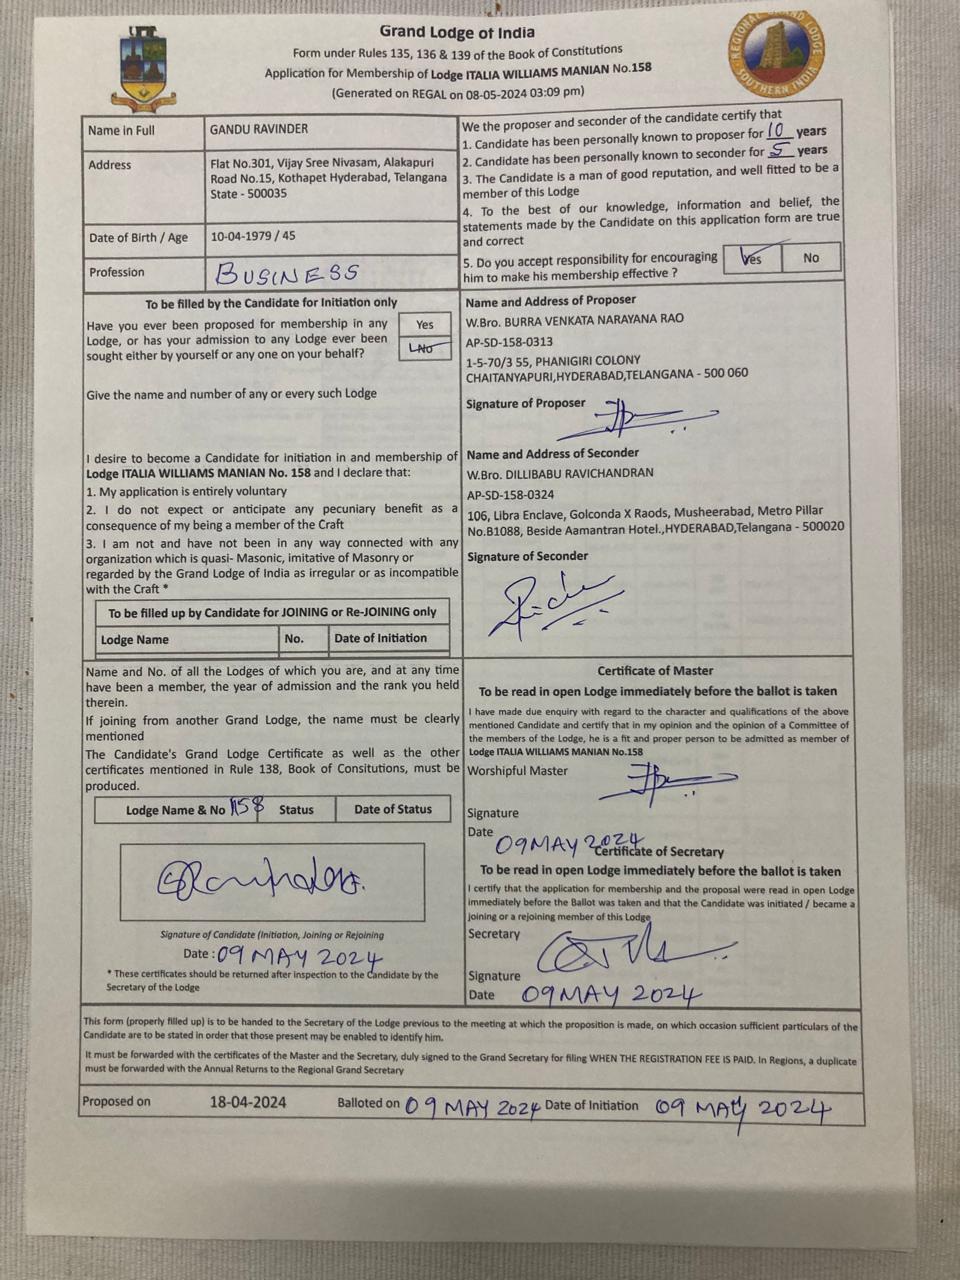 Grand Lodge of India
Form under Rules 135, 136 & 139 of the Book of Constitutions
Application for Membership of Lodge ITALIA WILLIAMS MANIAN No.158
(Generated on REGAL on 08-05-2024 03:09 pm)
REGIONAL GRAND LODGE
SOUTHERN INDIA
Name in Full
GANDU RAVINDER
Address
Flat No.301, Vijay Sree Nivasam, Alakapuri
Road No.15, Kothapet Hyderabad, Telangana
State - 500035
Date of Birth / Age
10-04-1979 / 45
Profession
BUSINESS
We the proposer and seconder of the candidate certify that
1. Candidate has been personally known to proposer for 10 years
2. Candidate has been personally known to seconder for 5 years
3. The Candidate is a man of good reputation, and well fitted to be a
member of this Lodge
4. To the best of our knowledge, information and belief, the
statements made by the Candidate on this application form are true
and correct
5. Do you accept responsibility for encouraging
him to make his membership effective ?
Yes
No
To be filled by the Candidate for Initiation only
Have you ever been proposed for membership in any
Lodge, or has your admission to any Lodge ever been
sought either by yourself or any one on your behalf?
Yes
No
Give the name and number of any or every such Lodge
I desire to become a Candidate for initiation in and membership of
Lodge ITALIA WILLIAMS MANIAN No. 158 and I declare that:
1. My application is entirely voluntary
2. I do not expect or anticipate any pecuniary benefit as a
consequence of my being a member of the Craft
3. I am not and have not been in any way connected with any
organization which is quasi- Masonic, imitative of Masonry or
regarded by the Grand Lodge of India as irregular or as incompatible
with the Craft *
To be filled up by Candidate for JOINING or RE-JOINING only
Lodge Name No. Date of Initiation
Name and Address of Proposer
W.Bro. BURRA VENKATA NARAYANA RAO
AP-SD-158-0313
1-5-70/3 55, PHANIGIRI COLONY
CHAITANYAPURI,HYDERABAD,TELANGANA - 500 060
Signature of Proposer
Name and Address of Seconder
W.Bro. DILLIBABU RAVICHANDRAN
AP-SD-158-0324
106, Libra Enclave, Golconda X Raods, Musheerabad, Metro Pillar
No.B1088, Beside Aamantran Hotel.,HYDERABAD,Telangana - 500020
Signature of Seconder
Name and No. of all the Lodges of which you are, and at any time
have been a member, the year of admission and the rank you held
therein.
If joining from another Grand Lodge, the name must be clearly
mentioned
The Candidate's Grand Lodge Certificate as well as the other
certificates mentioned in Rule 138, Book of Consitutions, must be
produced.
Lodge Name & No 158 Status Date of Status
Signature of Candidate (Initiation, Joining or Rejoining
Date : 09 MAY 2024
* These certificates should be returned after inspection to the Candidate by the
Secretary of the Lodge
Certificate of Master
To be read in open Lodge immediately before the ballot is taken
I have made due enquiry with regard to the character and qualifications of the above
mentioned Candidate and certify that in my opinion and the opinion of a Committee of
the members of the Lodge, he is a fit and proper person to be admitted as member of
Lodge ITALIA WILLIAMS MANIAN No.158
Worshipful Master
Signature
Date
09 MAY 2024
Certificate of Secretary
To be read in open Lodge immediately before the ballot is taken
I certify that the application for membership and the proposal were read in open Lodge
immediately before the Ballot was taken and that the Candidate was initiated / became a
joining or a rejoining member of this Lodge
Secretary
Signature
Date 09 MAY 2024
This form (properly filled up) is to be handed to the Secretary of the Lodge previous to the meeting at which the proposition is made, on which occasion sufficient particulars of the
Candidate are to be stated in order that those present may be enabled to identify him.
It must be forwarded with the certificates of the Master and the Secretary, duly signed to the Grand Secretary for filing WHEN THE REGISTRATION FEE IS PAID. In Regions, a duplicate
must be forwarded with the Annual Returns to the Regional Grand Secretary
Proposed on 18-04-2024 Balloted on 09 MAY 2024 Date of Initiation 09 MAY 2024